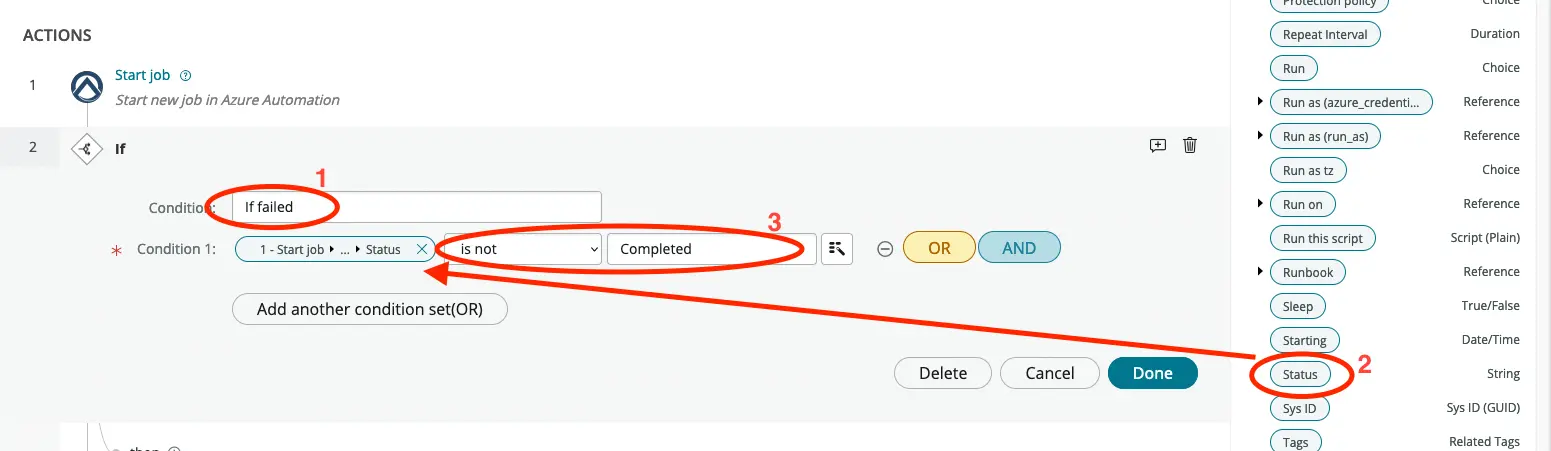 ACTIONS
1
Start job
Start new job in Azure Automation
2
If
1
Condition:
If failed
3
* Condition 1:
1 - Start job ... Status
is not
Completed
OR
AND
Add another condition set(OR)
Delete
Cancel
Done
then
Protection policy Choice
Repeat Interval Duration
Run Choice
Run as (azure_credenti... Reference
Run as (run_as) Reference
Run as tz Choice
Run on Reference
Run this script Script (Plain)
Runbook Reference
Sleep True/False
Starting Date/Time
Status 2 String
Sys ID Sys ID (GUID)
Tags Related Tags